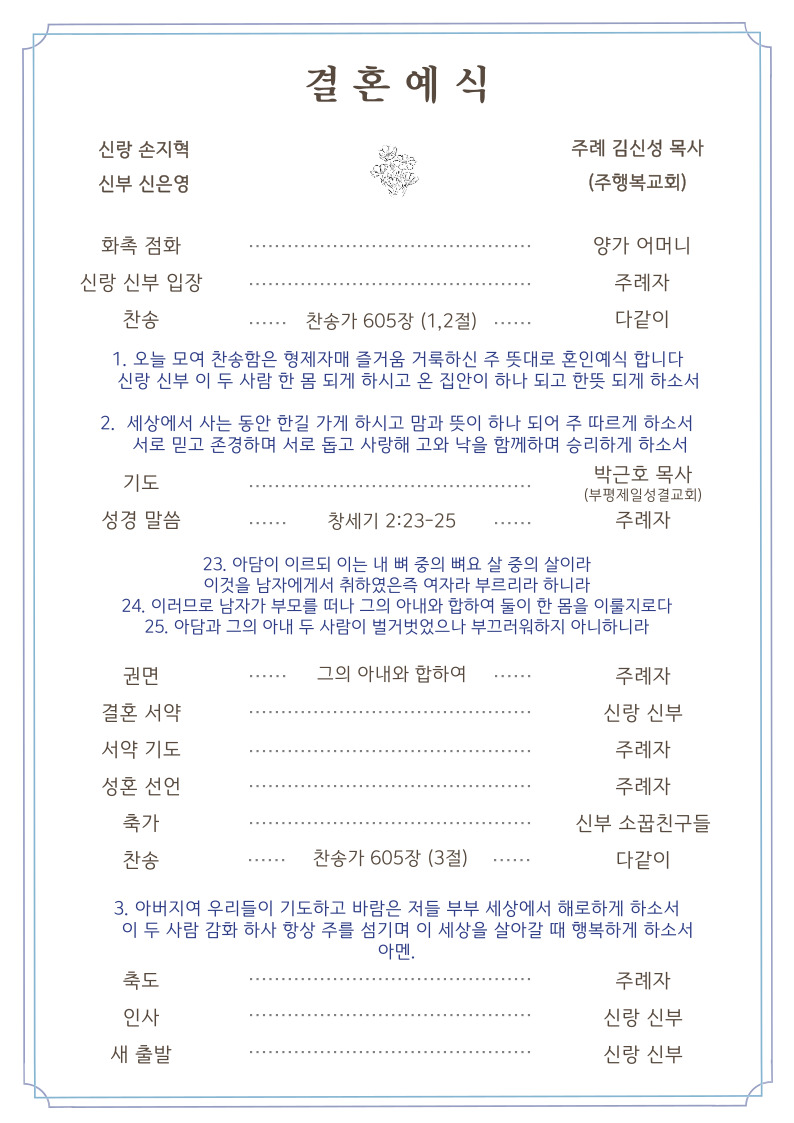 결혼예식
신랑 손지혁 주례 김신성 목사
신부 신은영 (주행복교회)
화촉 점화 ............................................. 양가 어머니
신랑 신부 입장 ............................................. 주례자
찬송 ...... 찬송가 605장 (1,2절) ...... 다같이
1. 오늘 모여 찬송함은 형제자매 즐거움 거룩하신 주 뜻대로 혼인예식 합니다
신랑 신부 이 두 사람 한 몸 되게 하시고 온 집안이 하나 되고 한뜻 되게 하소서
2. 세상에서 사는 동안 한길 가게 하시고 맘과 뜻이 하나 되어 주 따르게 하소서
서로 믿고 존경하며 서로 돕고 사랑해 고와 낙을 함께하며 승리하게 하소서
기도 ............................................. 박근호 목사
(부평제일성결교회)
성경 말씀 ...... 창세기 2:23-25 ...... 주례자
23. 아담이 이르되 이는 내 뼈 중의 뼈요 살 중의 살이라
이것을 남자에게서 취하였은즉 여자라 부르리라 하니라
24. 이러므로 남자가 부모를 떠나 그의 아내와 합하여 둘이 한 몸을 이룰지로다
25. 아담과 그의 아내 두 사람이 벌거벗었으나 부끄러워하지 아니하니라
권면 ...... 그의 아내와 합하여 ...... 주례자
결혼 서약 ............................................. 신랑 신부
서약 기도 ............................................. 주례자
성혼 선언 ............................................. 주례자
축가 ............................................. 신부 소꿉친구들
찬송 ...... 찬송가 605장 (3절) ...... 다같이
3. 아버지여 우리들이 기도하고 바람은 저들 부부 세상에서 해로하게 하소서
이 두 사람 감화 하사 항상 주를 섬기며 이 세상을 살아갈 때 행복하게 하소서
아멘.
축도 ............................................. 주례자
인사 ............................................. 신랑 신부
새 출발 ............................................. 신랑 신부